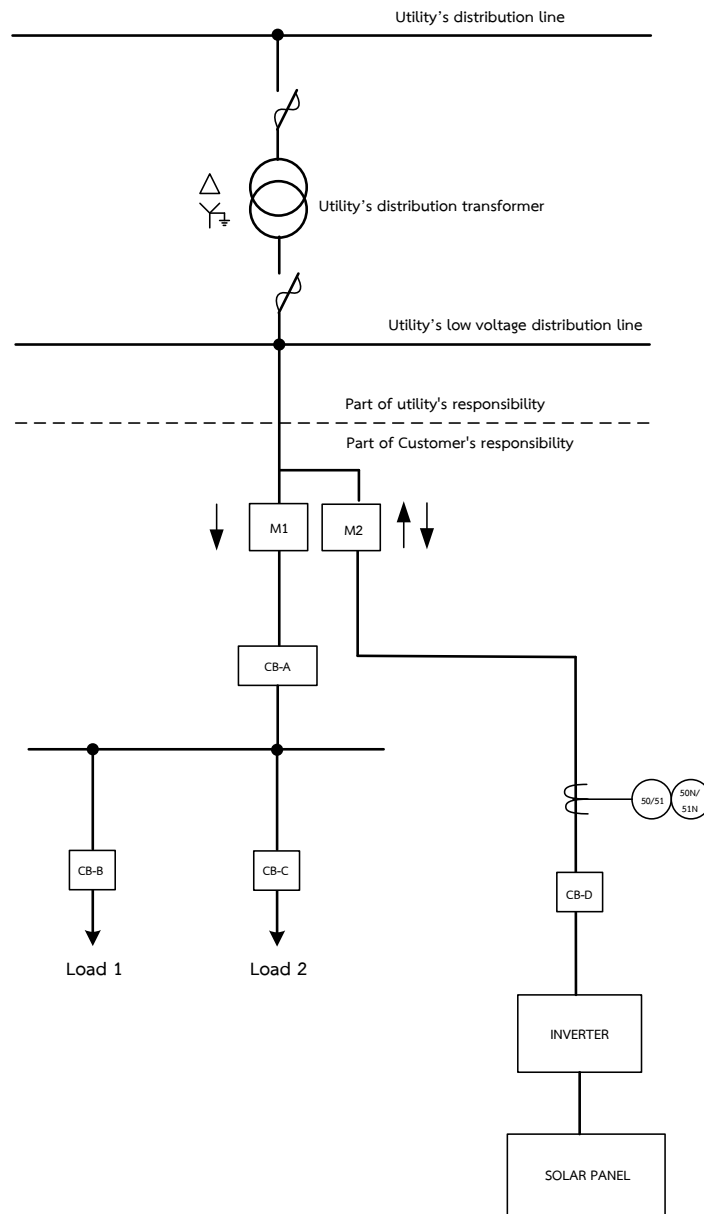 Utility's distribution line
Utility's distribution transformer
Utility's low voltage distribution line
Part of utility's responsibility
Part of Customer's responsibility
M1
M2
CB-A
50/51
50N/
51N
CB-B
CB-C
CB-D
Load 1
Load 2
INVERTER
SOLAR PANEL